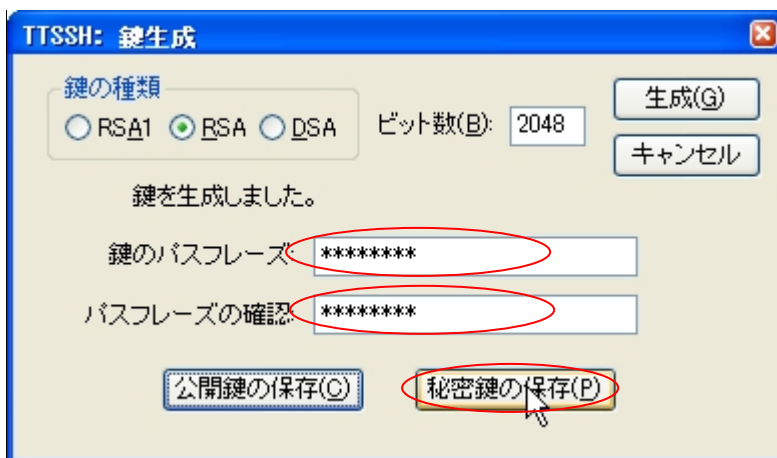 TTSSH: 鍵生成
鍵の種類
RSA1 RSA DSA
ビット数(B): 2048
生成(G)
キャンセル
鍵を生成しました。
鍵のパスフレーズ: ********
パスフレーズの確認: ********
公開鍵の保存(C) 秘密鍵の保存(P)